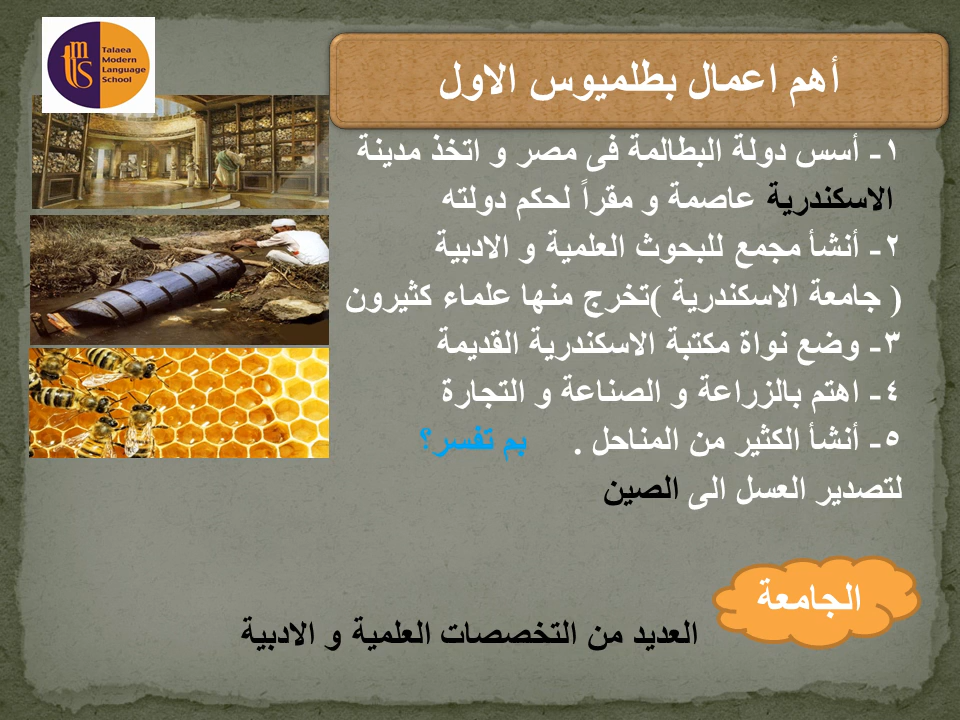 Talaea
Modern
Language
School
أهم اعمال بطلميوس الاول
١- أسس دولة البطالمة فى مصر و اتخذ مدينة
الاسكندرية عاصمة و مقراً لحكم دولته
٢- أنشأ مجمع للبحوث العلمية و الادبية
( جامعة الاسكندرية )تخرج منها علماء كثيرون
٣- وضع نواة مكتبة الاسكندرية القديمة
٤- اهتم بالزراعة و الصناعة و التجارة
٥- أنشأ الكثير من المناحل . بم تفسر؟
لتصدير العسل الى الصين
الجامعة
العديد من التخصصات العلمية و الادبية